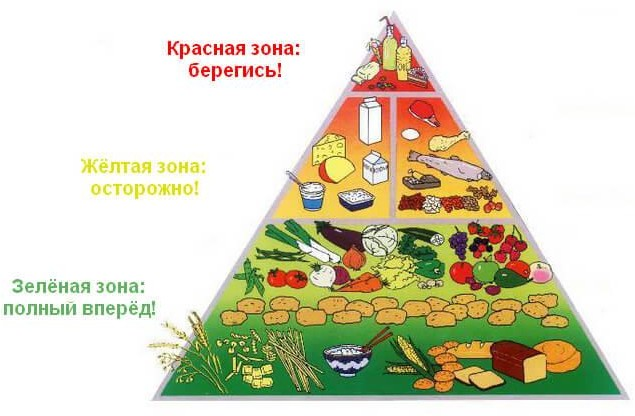 Красная зона:
берегись!
Жёлтая зона:
осторожно!
Зелёная зона:
полный вперёд!